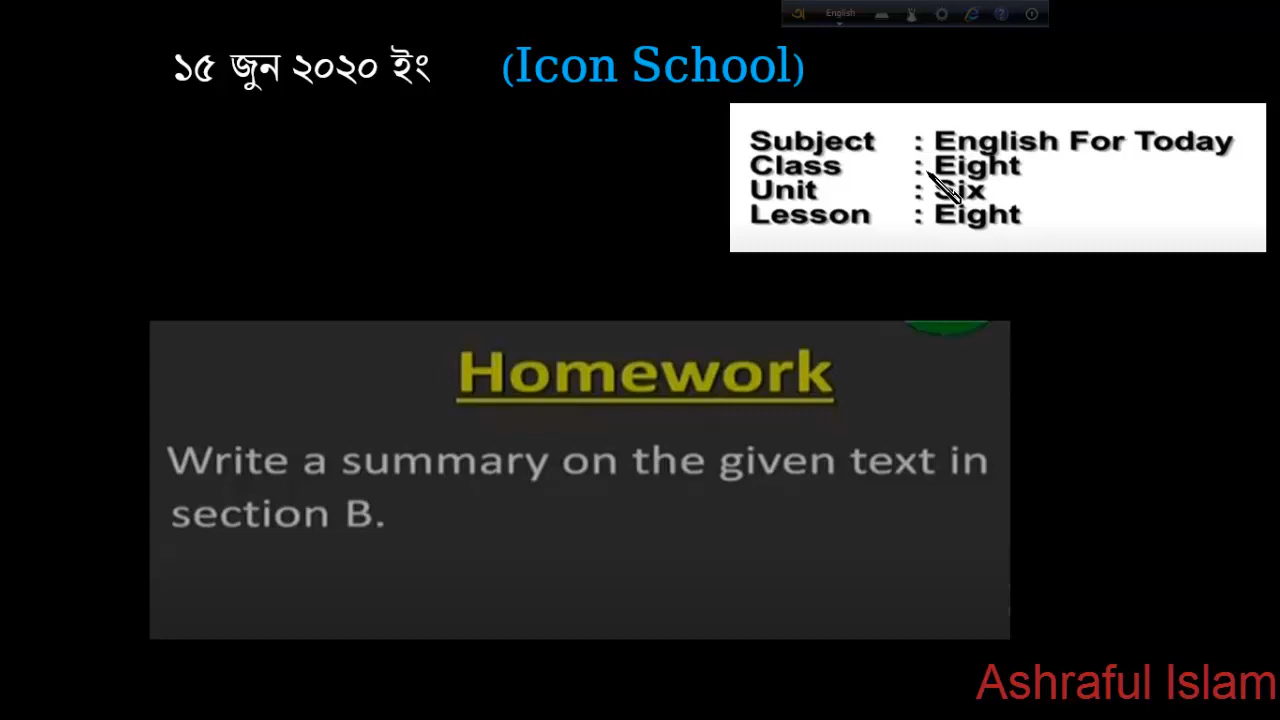 অ English
১৫ জুন ২০২০ ইং (Icon School)
Subject : English For Today
Class : Eight
Unit : Six
Lesson : Eight
Homework
Write a summary on the given text in
section B.
Ashraful Islam